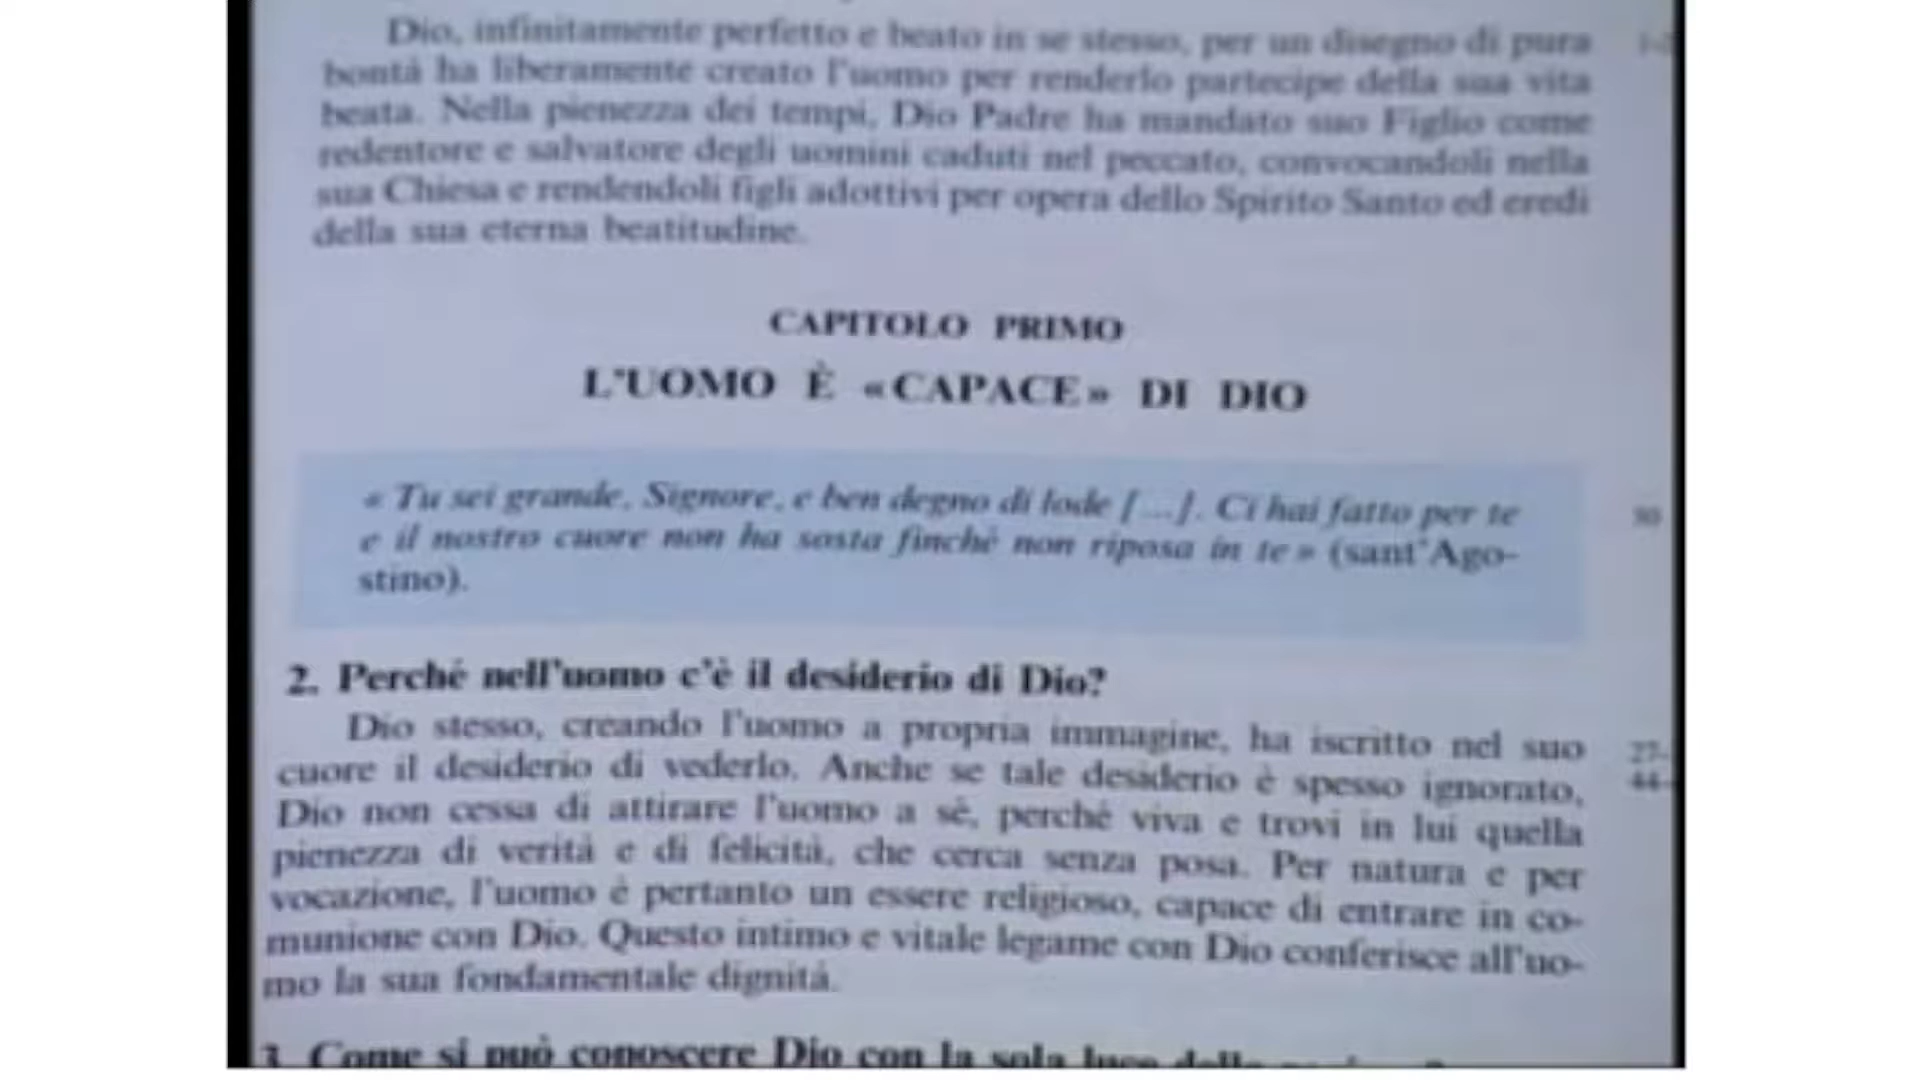 Dio, infinitamente perfetto e beato in se stesso, per un disegno di pura
bontà ha liberamente creato l'uomo per renderlo partecipe della sua vita
beata. Nella pienezza dei tempi, Dio Padre ha mandato suo Figlio come
redentore e salvatore degli uomini caduti nel peccato, convocandoli nella
sua Chiesa e rendendoli figli adottivi per opera dello Spirito Santo ed eredi
della sua eterna beatitudine.
CAPITOLO PRIMO
L'UOMO È «CAPACE» DI DIO
« Tu sei grande, Signore, e ben degno di lode [...]. Ci hai fatto per te
30
e il nostro cuore non ha sosta finché non riposa in te » (sant'Ago-
stino).
2. Perché nell'uomo c'è il desiderio di Dio?
Dio stesso, creando l'uomo a propria immagine, ha iscritto nel suo
27-
cuore il desiderio di vederlo. Anche se tale desiderio è spesso ignorato,
44-
Dio non cessa di attirare l'uomo a sé, perché viva e trovi in lui quella
pienezza di verità e di felicità, che cerca senza posa. Per natura e per
vocazione, l'uomo è pertanto un essere religioso, capace di entrare in co-
munione con Dio. Questo intimo e vitale legame con Dio conferisce all'uo-
mo la sua fondamentale dignità.
3. Come si può conoscere Dio con la sola luce della